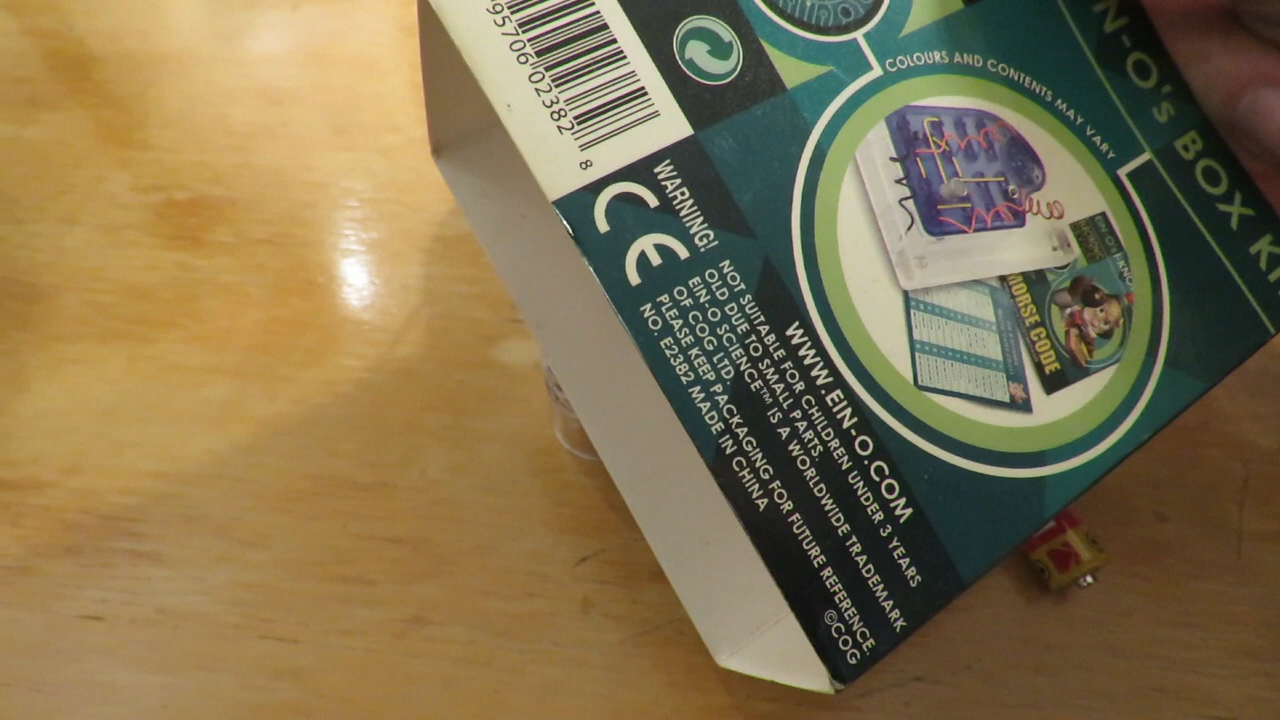 95706 02382 8
COLOURS AND CONTENTS MAY VARY
N-O's BOX KI
MORSE CODE
CE
WARNING! NOT SUITABLE FOR CHILDREN UNDER 3 YEARS
OLD DUE TO SMALL PARTS.
EIN-O SCIENCE™ IS A WORLDWIDE TRADEMARK
OF COG LTD.
PLEASE KEEP PACKAGING FOR FUTURE REFERENCE.
NO. E2382 MADE IN CHINA
©COG
WWW.EIN-O.COM